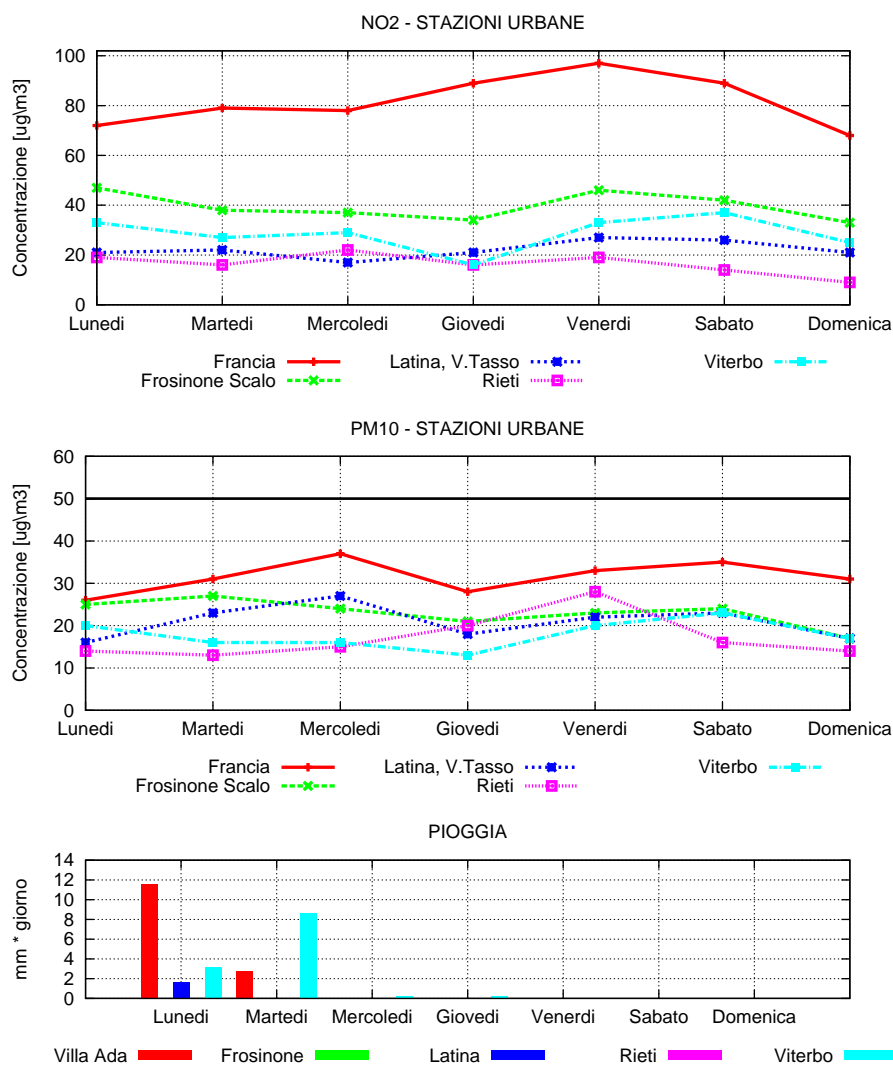 NO2 - STAZIONI URBANE
Concentrazione [ug\m3]
100
80
60
40
20
0
Lunedi Martedi Mercoledi Giovedi Venerdi Sabato Domenica
Francia Latina, V.Tasso Viterbo
Frosinone Scalo Rieti
PM10 - STAZIONI URBANE
Concentrazione [ug\m3]
60
50
40
30
20
10
0
Lunedi Martedi Mercoledi Giovedi Venerdi Sabato Domenica
Francia Latina, V.Tasso Viterbo
Frosinone Scalo Rieti
PIOGGIA
mm * giorno
14
12
10
8
6
4
2
0
Lunedi Martedi Mercoledi Giovedi Venerdi Sabato Domenica
Villa Ada Frosinone Latina Rieti Viterbo